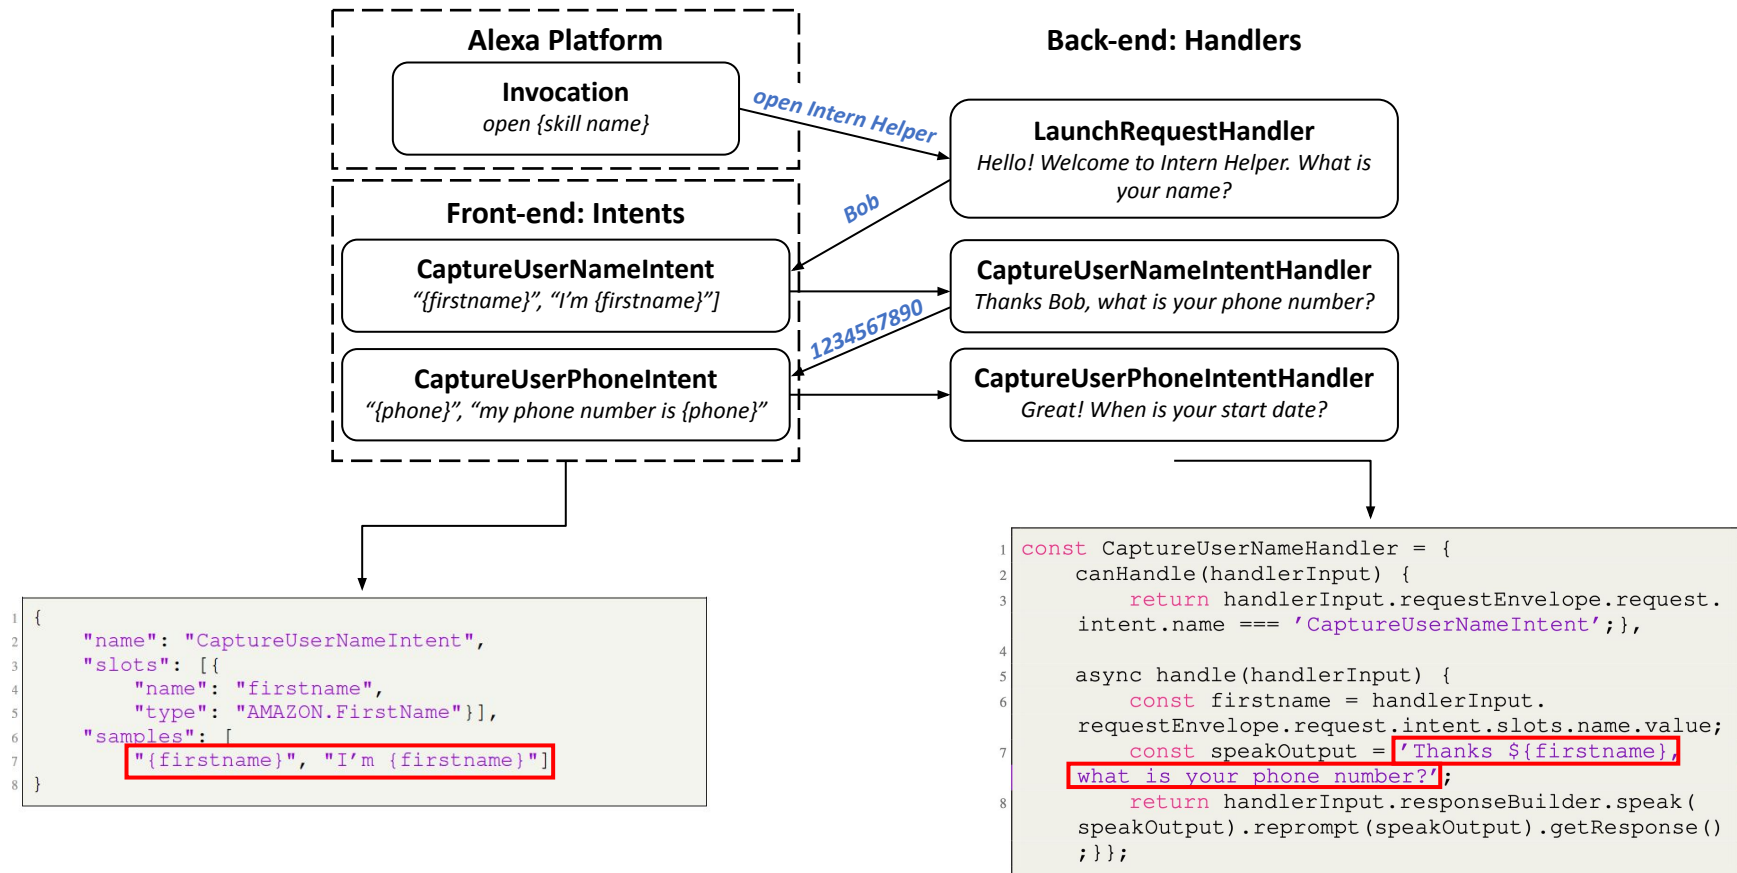 Alexa Platform
Invocation
open {skill name}
open Intern Helper
Back-end: Handlers
LaunchRequestHandler
Hello! Welcome to Intern Helper. What is
your name?
Bob
Front-end: Intents
CaptureUserNameIntent
“{firstname}”, “I’m {firstname}”]
CaptureUserNameIntentHandler
Thanks Bob, what is your phone number?
1234567890
CaptureUserPhoneIntent
“{phone}”, “my phone number is {phone}”
CaptureUserPhoneIntentHandler
Great! When is your start date?
1 {
2 "name": "CaptureUserNameIntent",
3 "slots": [{
4 "name": "firstname",
5 "type": "AMAZON.FirstName"}],
6 "samples": [
7 "{firstname}", "I’m {firstname}"]
8 }
1 const CaptureUserNameHandler = {
2 canHandle(handlerInput) {
3 return handlerInput.requestEnvelope.request.
intent.name === ’CaptureUserNameIntent’;},
4
5 async handle(handlerInput) {
6 const firstname = handlerInput.
requestEnvelope.request.intent.slots.name.value;
7 const speakOutput = ’Thanks ${firstname},
what is your phone number?’;
8 return handlerInput.responseBuilder.speak(
speakOutput).reprompt(speakOutput).getResponse()
;}};